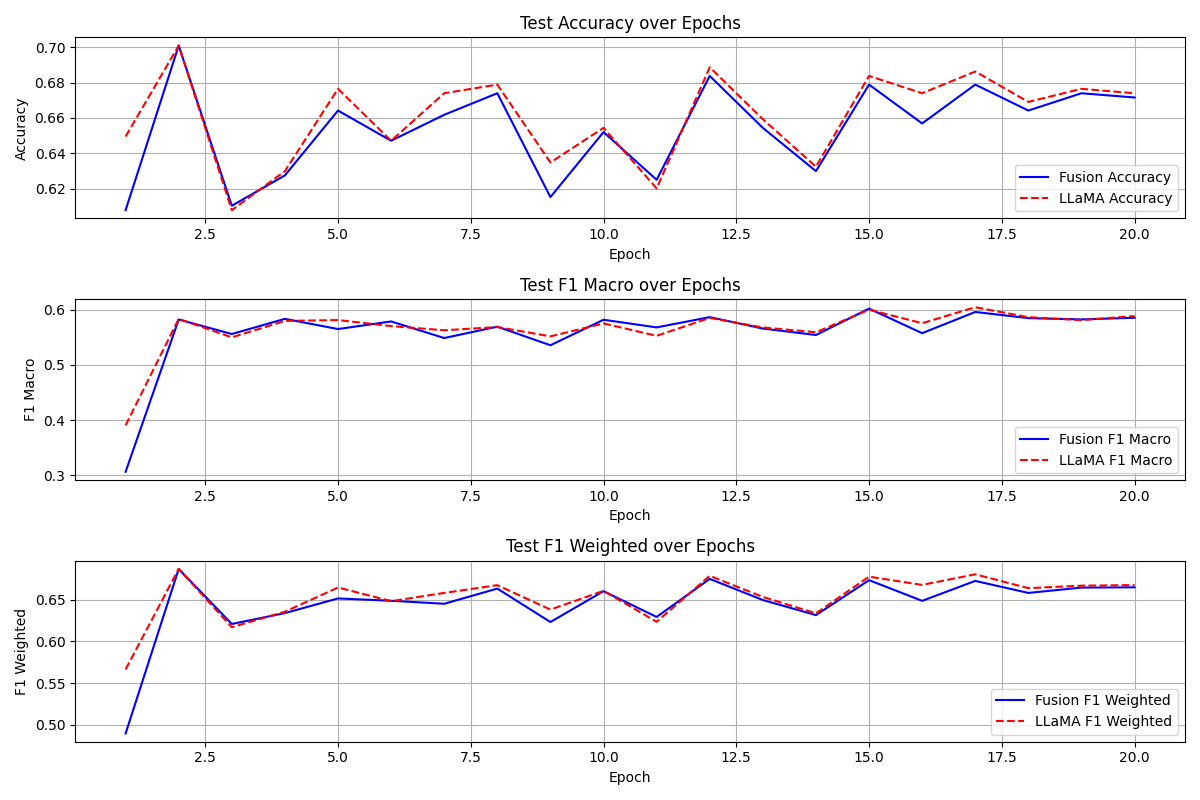 Test Accuracy over Epochs
Accuracy
0.70
0.68
0.66
0.64
0.62
2.5 5.0 7.5 10.0 12.5 15.0 17.5 20.0
Epoch
Fusion Accuracy
LLaMA Accuracy
Test F1 Macro over Epochs
F1 Macro
0.6
0.5
0.4
0.3
2.5 5.0 7.5 10.0 12.5 15.0 17.5 20.0
Epoch
Fusion F1 Macro
LLaMA F1 Macro
Test F1 Weighted over Epochs
F1 Weighted
0.65
0.60
0.55
0.50
2.5 5.0 7.5 10.0 12.5 15.0 17.5 20.0
Epoch
Fusion F1 Weighted
LLaMA F1 Weighted